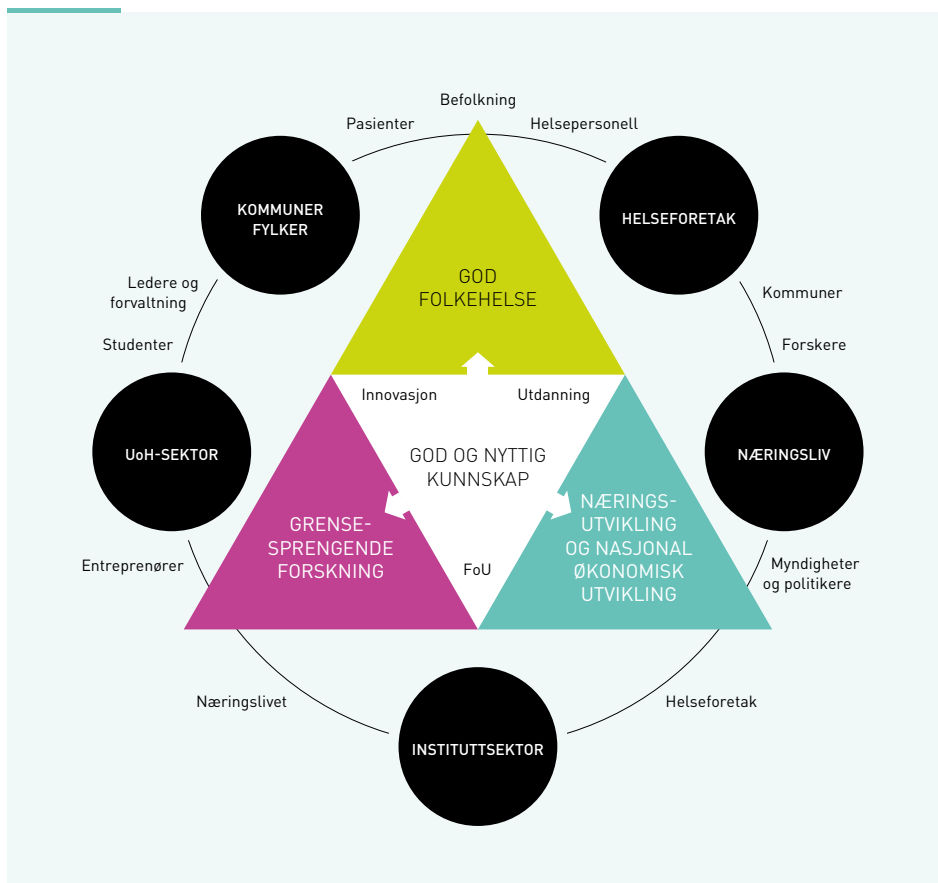 Befolkning
Pasienter
Helsepersonell
KOMMUNER
FYLKER
HELSEFORETAK
GOD
FOLKEHELSE
Ledere og
forvaltning
Kommuner
Studenter
Forskere
Innovasjon
Utdanning
UoH-SEKTOR
GOD OG NYTTIG
KUNNSKAP
NÆRINGSLIV
GRENSE-
SPRENGENDE
FORSKNING
NÆRINGS-
UTVIKLING
OG NASJONAL
ØKONOMISK
UTVIKLING
FoU
Entreprenører
Myndigheter
og politikere
Næringslivet
Helseforetak
INSTITUTTSEKTOR